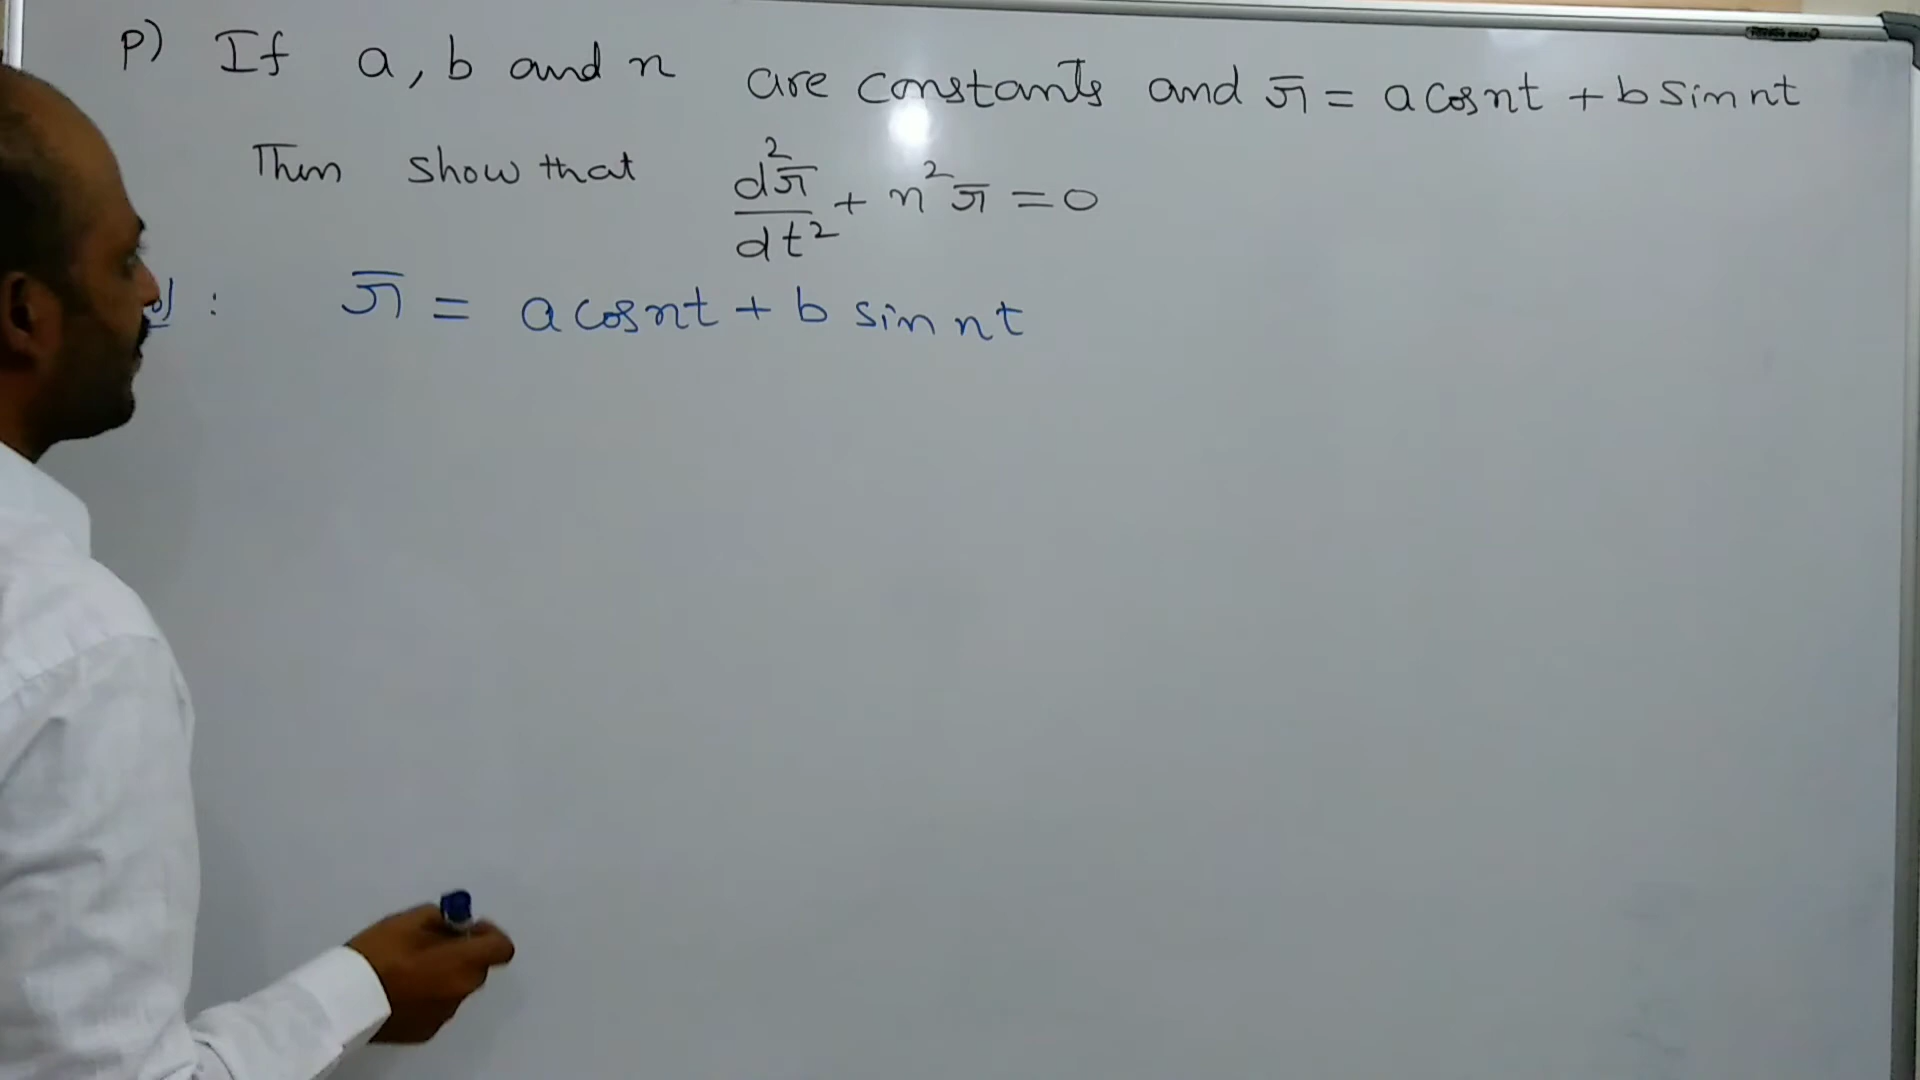 P) If a, b and n are constants and r̄ = a cos nt + b sin nt
Then show that d²r̄/dt² + n² r̄ = 0
: r̄ = a cos nt + b sin nt